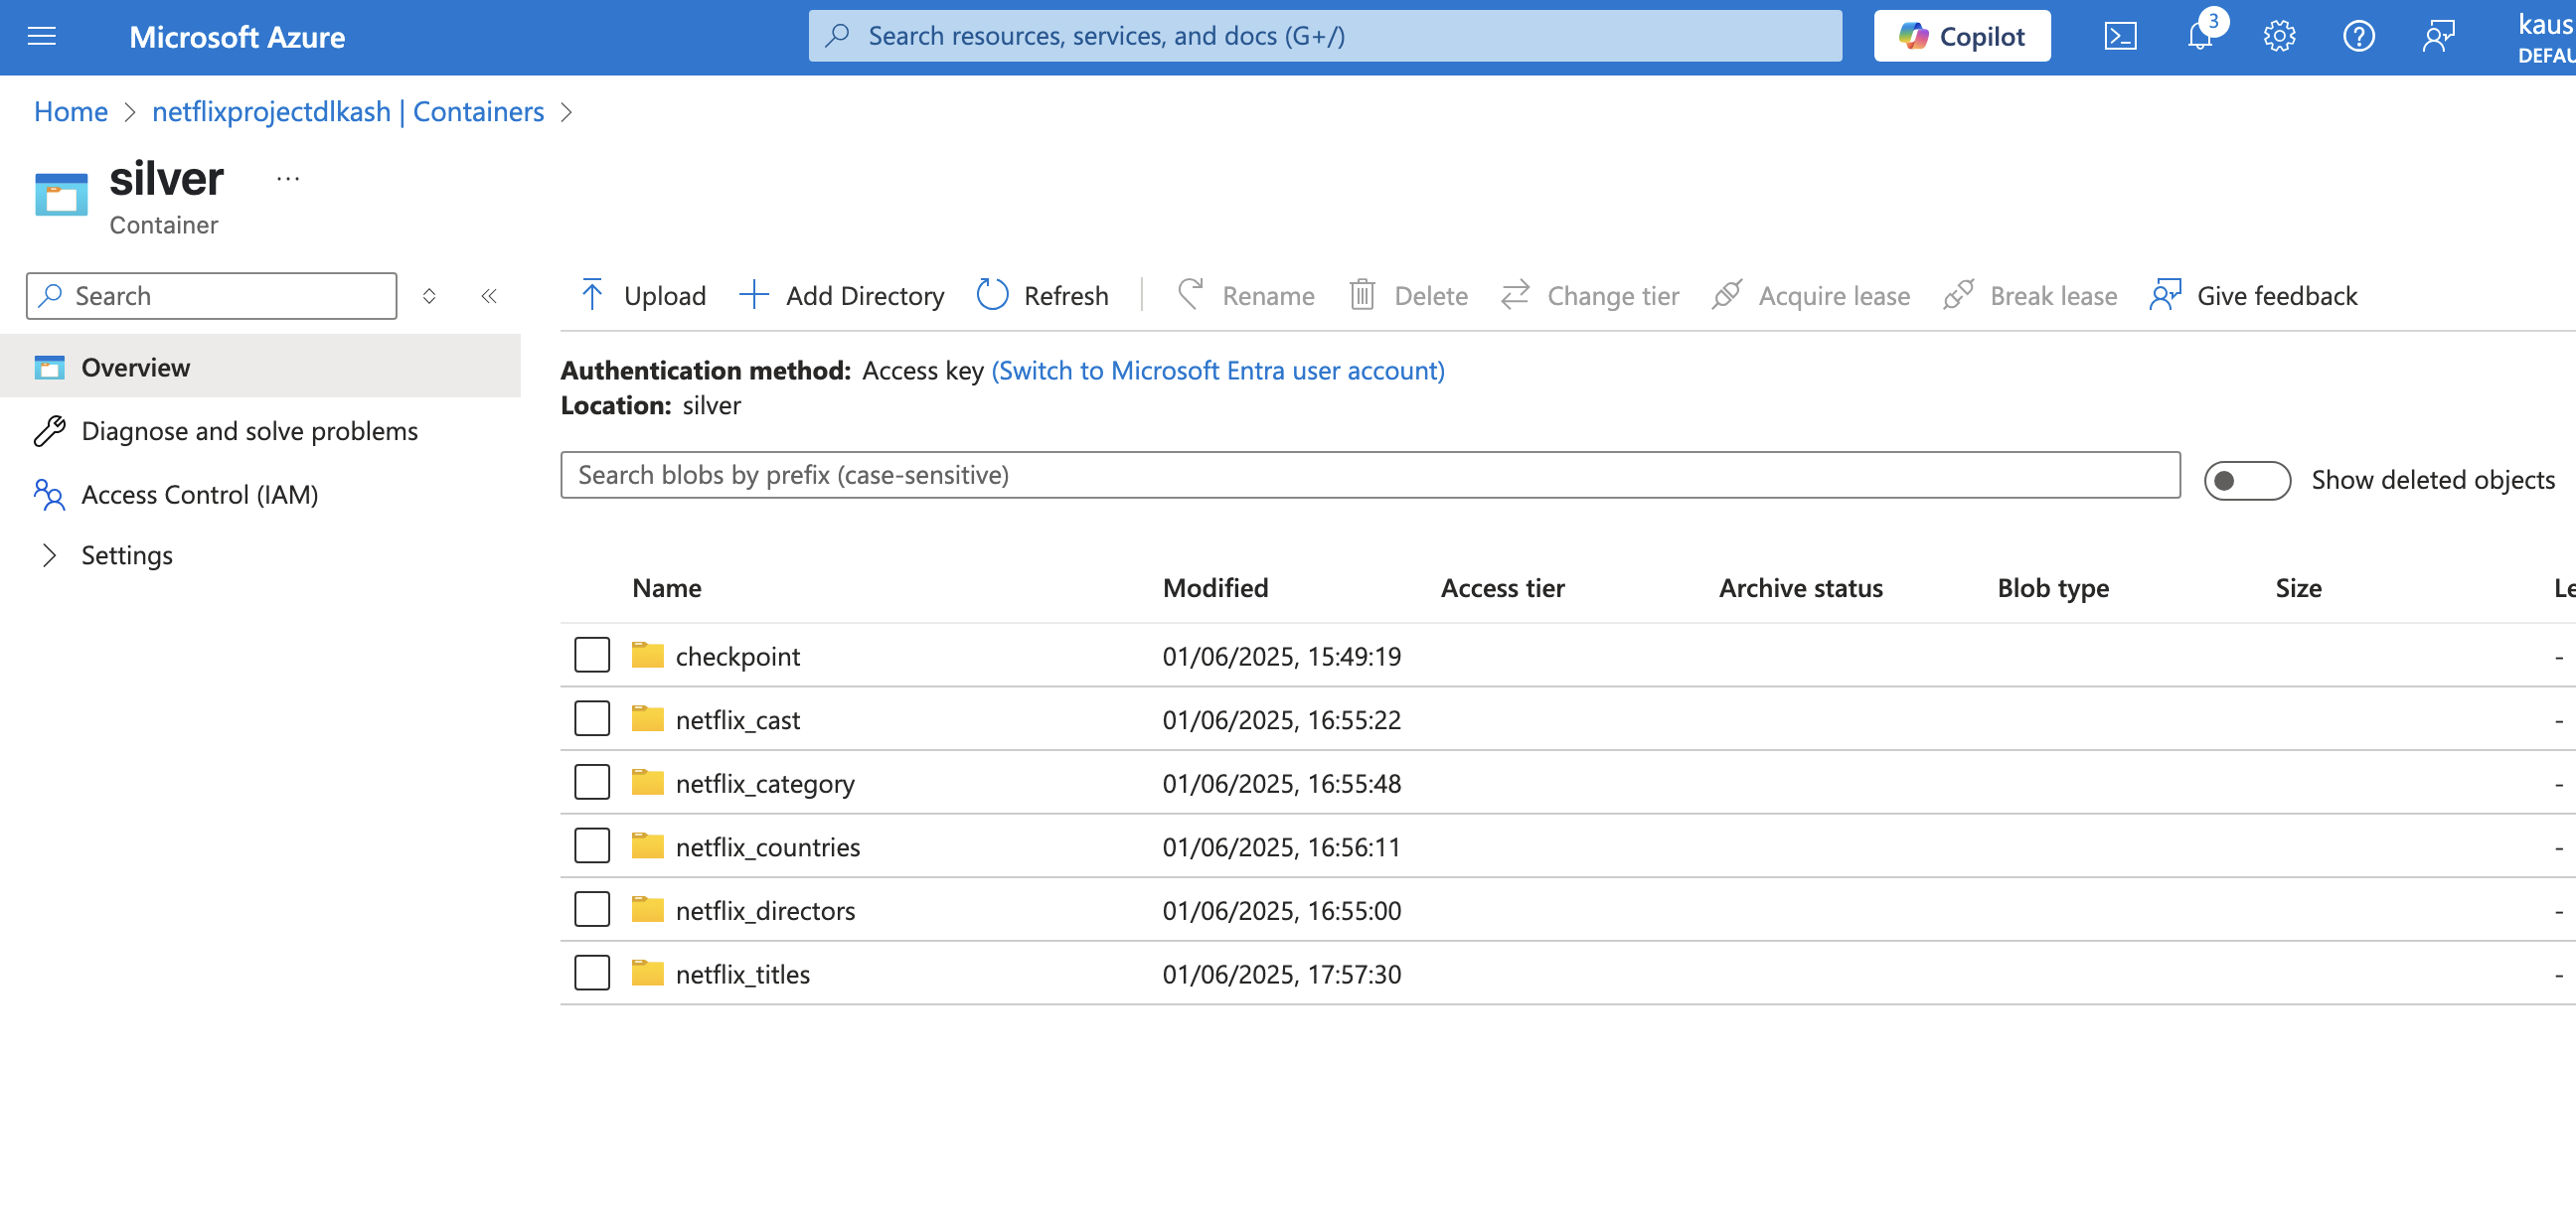 Microsoft Azure
Search resources, services, and docs (G+/)
Copilot
3
kaus
DEFAU
Home > netflixprojectdlkash | Containers >
silver ...
Container
Search
Upload Add Directory Refresh Rename Delete Change tier Acquire lease Break lease Give feedback
Overview
Diagnose and solve problems
Access Control (IAM)
Settings
Authentication method: Access key (Switch to Microsoft Entra user account)
Location: silver
Search blobs by prefix (case-sensitive)
Show deleted objects
Name Modified Access tier Archive status Blob type Size Le
checkpoint 01/06/2025, 15:49:19 -
netflix_cast 01/06/2025, 16:55:22 -
netflix_category 01/06/2025, 16:55:48 -
netflix_countries 01/06/2025, 16:56:11 -
netflix_directors 01/06/2025, 16:55:00 -
netflix_titles 01/06/2025, 17:57:30 -